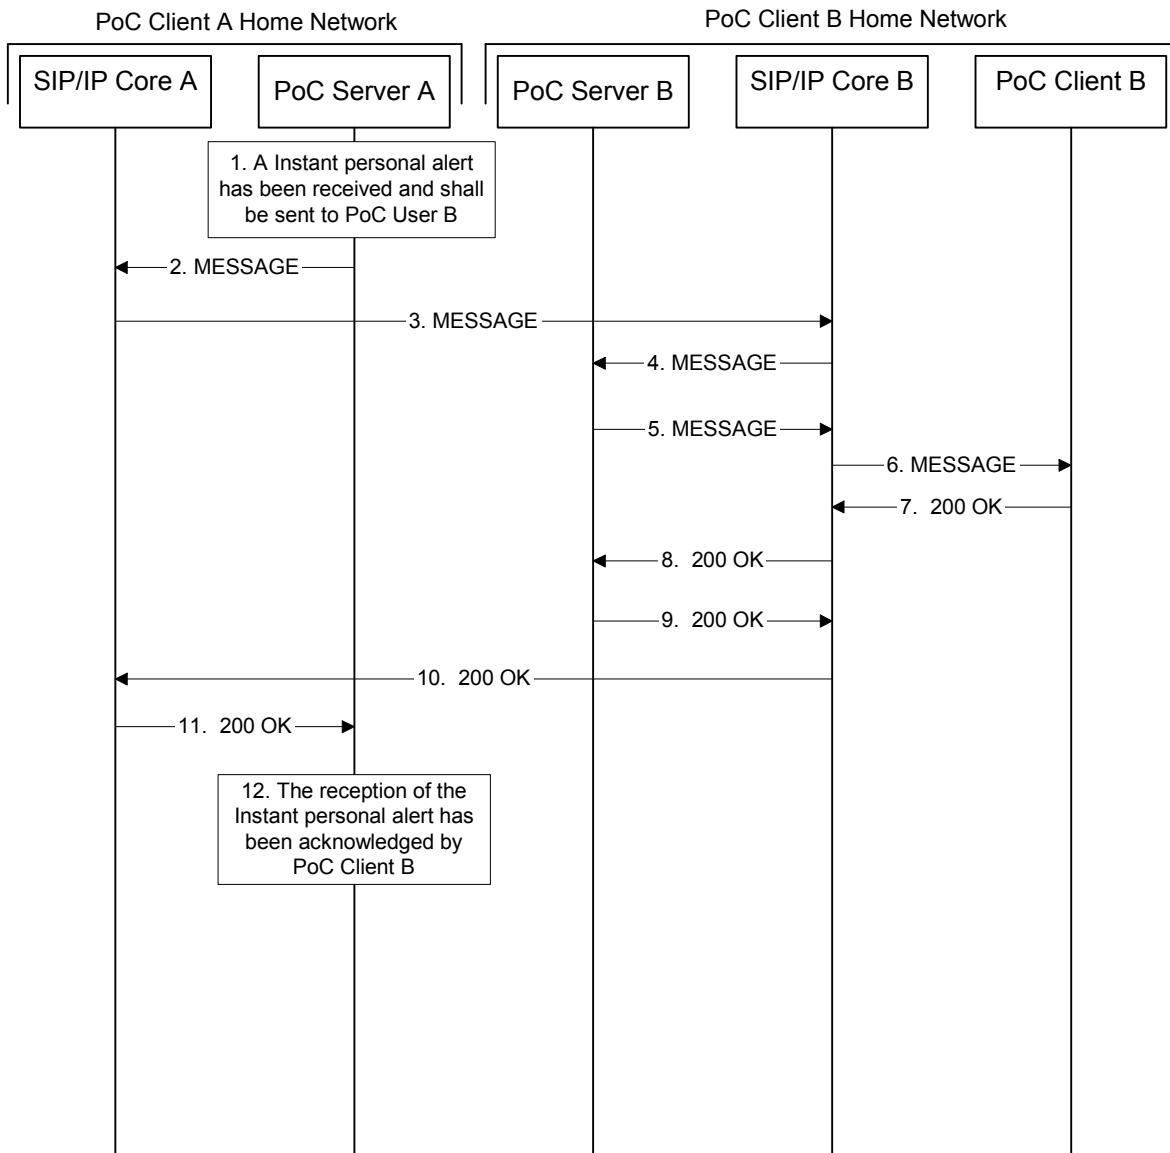 PoC Client A Home Network
PoC Client B Home Network
SIP/IP Core A
PoC Server A
PoC Server B
SIP/IP Core B
PoC Client B
1. A Instant personal alert
has been received and shall
be sent to PoC User B
2. MESSAGE
3. MESSAGE
4. MESSAGE
5. MESSAGE
6. MESSAGE
7. 200 OK
8. 200 OK
9. 200 OK
10. 200 OK
11. 200 OK
12. The reception of the
Instant personal alert has
been acknowledged by
PoC Client B